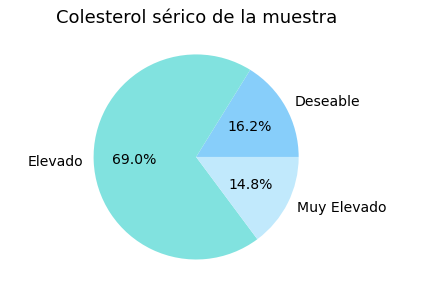 Colesterol sérico de la muestra
Deseable
16.2%
Elevado
69.0%
14.8%
Muy Elevado